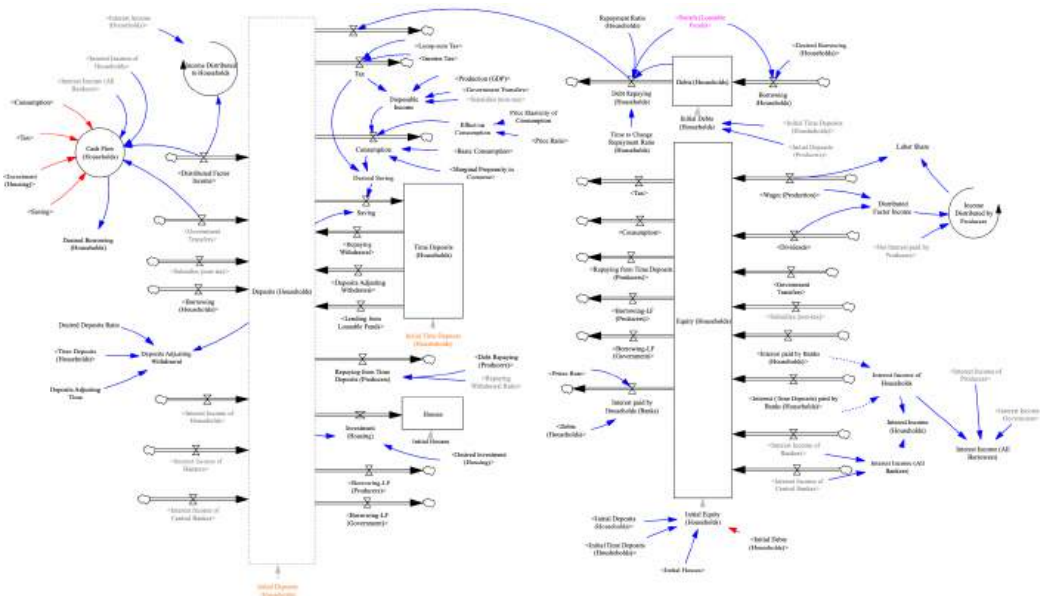 <Interest Income
(Households)>
<Interest Income of
Households>
<Interest Income (All
Bankers)>
<Consumption>
<Tax>
Cash Flow
(Households)
<Investment
(Housing)>
<Saving>
Desired Borrowing
(Households)
Income Distributed
to Households
<Distributed Factor
Income>
<Government
Transfers>
<Subsidies (non-tax)>
<Borrowing
(Households)>
Desired Deposits Ratio
<Time Deposits
(Households)>
Deposits Adjusting
Withdrawal
Deposits Adjusting
Time
<Interest Income of
Households>
<Interest Income of
Bankers>
<Interest Income of
Central Bankers>
Deposits (Households)
Initial Deposits
(Households)
<Lump-sum Tax>
<Income Tax>
Tax
<Production (GDP)>
<Government Transfers>
<Subsidies (non-tax)>
Disposable
Income
Price Elasticity of
Consumption
Effect on
Consumption
<Price Ratio>
Consumption
<Basic Consumption>
<Marginal Propensity to
Consume>
Desired Saving
Saving
<Repaying
Withdrawal>
Time Deposits
(Households)
<Deposits Adjusting
Withdrawal>
<Lending from
Loanable Funds>
Initial Time Deposits
(Households)
<Debt Repaying
(Producers)>
Repaying from Time
Deposits (Producers)
<Repaying
Withdrawal Ratio>
Houses
Investment
(Housing)
Initial Houses
<Desired Investment
(Housing)>
<Borrowing-LF
(Producers)>
<Borrowing-LF
(Government)>
Repayment Ratio
(Households)
<Switch (Loanable
Funds)>
<Desired Borrowing
(Households)>
Debts (Households)
Debt Repaying
(Households)
Borrowing
(Households)
Initial Debts
(Households)
<Initial Time Deposits
(Households)>
<Initial Deposits
(Producers)>
Time to Change
Repayment Ratio
(Households)
Labor Share
<Tax>
<Wages (Production)>
Distributed
Factor Income
Income
Distributed by
Producer
<Consumption>
<Dividends>
<Net Interest paid by
Producers>
<Repaying from Time Deposits
(Producers)>
<Government
Transfers>
<Borrowing-LF
(Producers)>
<Subsidies (non-tax)>
Equity (Households)
<Borrowing-LF
(Government)>
<Interest paid by Banks
(Households)>
Interest Income of
Households
<Interest Income of
Producers>
<Prime Rate>
Interest paid by
Households (Banks)
<Interest (Time Deposits) paid by
Banks (Households)>
<Debts
(Households)>
Interest Income
(Households)
<Interest Income
Government>
<Interest Income of
Bankers>
Interest Income (All
Bankers)
Interest Income (All
Borrowers)
<Interest Income of
Central Bankers>
<Initial Deposits
(Households)>
Initial Equity
(Households)
<Initial Time Deposits
(Households)>
<Initial Debts
(Households)>
<Initial Houses>